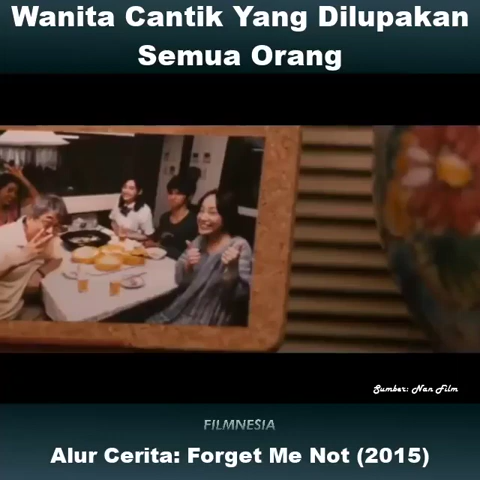 Wanita Cantik Yang Dilupakan
Semua Orang
Sumber: Nan Film
FILMNESIA
Alur Cerita: Forget Me Not (2015)